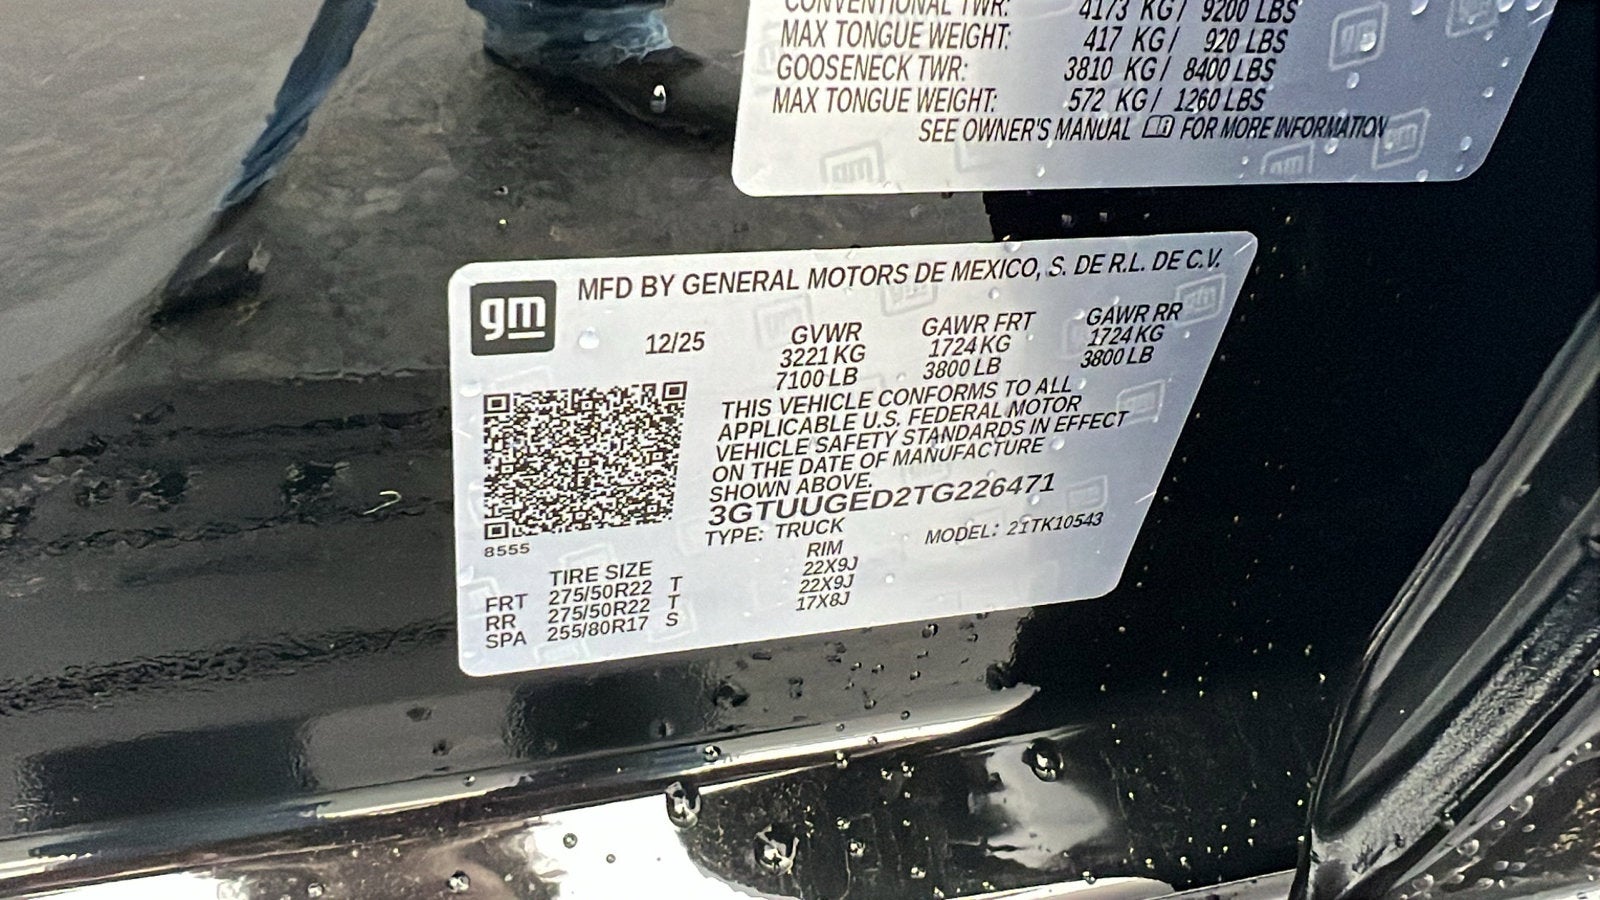 CONVENTIONAL TWR: 4173 KG/ 9200 LBS
MAX TONGUE WEIGHT: 417 KG/ 920 LBS
GOOSENECK TWR: 3810 KG/ 8400 LBS
MAX TONGUE WEIGHT: 572 KG/ 1260 LBS
SEE OWNER'S MANUAL FOR MORE INFORMATION
gm
MFD BY GENERAL MOTORS DE MEXICO, S. DE R.L. DE C.V.
12/25 GVWR GAWR FRT GAWR RR
3221 KG 1724 KG 1724 KG
7100 LB 3800 LB 3800 LB
THIS VEHICLE CONFORMS TO ALL
APPLICABLE U.S. FEDERAL MOTOR
VEHICLE SAFETY STANDARDS IN EFFECT
ON THE DATE OF MANUFACTURE
SHOWN ABOVE.
3GTUUGED2TG226471
TYPE: TRUCK MODEL: 21TK10543
8555
TIRE SIZE RIM
FRT 275/50R22 T 22X9J
RR 275/50R22 T 22X9J
SPA 255/80R17 S 17X8J